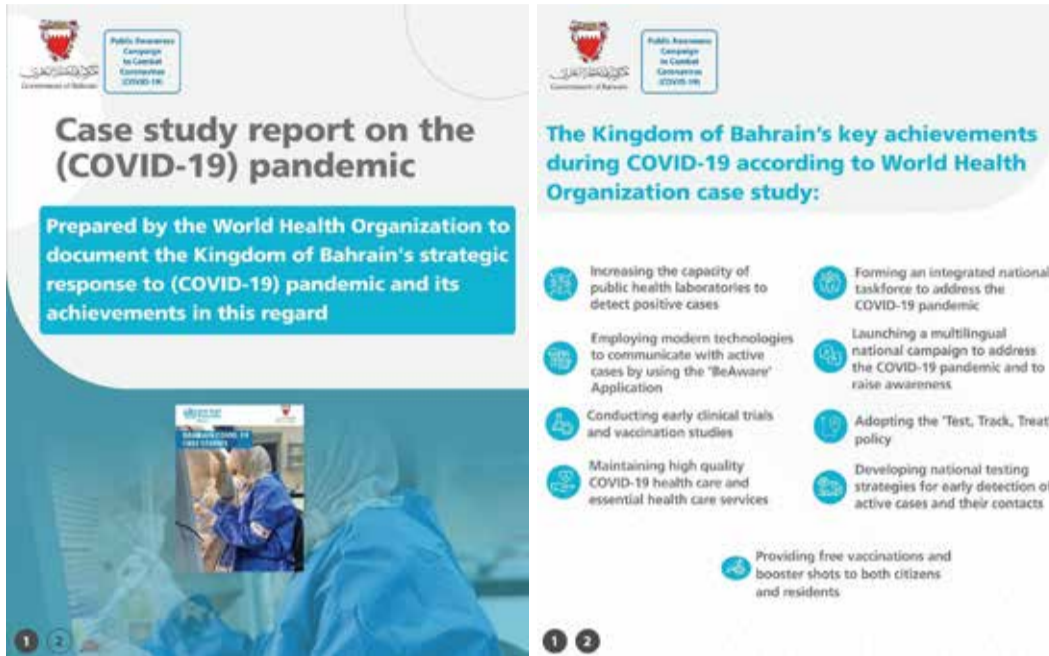 Public Awareness
Campaign
to Combat
Coronavirus
(COVID-19)
Government of Bahrain
Case study report on the
(COVID-19) pandemic
Prepared by the World Health Organization to
document the Kingdom of Bahrain's strategic
response to (COVID-19) pandemic and its
achievements in this regard
BAHRAIN COVID-19
CASE STUDIES
1 2
Public Awareness
Campaign
to Combat
Coronavirus
(COVID-19)
Government of Bahrain
The Kingdom of Bahrain's key achievements
during COVID-19 according to World Health
Organization case study:
Increasing the capacity of
public health laboratories to
detect positive cases
Employing modern technologies
to communicate with active
cases by using the 'BeAware'
Application
Conducting early clinical trials
and vaccination studies
Maintaining high quality
COVID-19 health care and
essential health care services
Forming an integrated national
taskforce to address the
COVID-19 pandemic
Launching a multilingual
national campaign to address
the COVID-19 pandemic and to
raise awareness
Adopting the 'Test, Track, Treat
policy
Developing national testing
strategies for early detection of
active cases and their contacts
Providing free vaccinations and
booster shots to both citizens
and residents
1 2